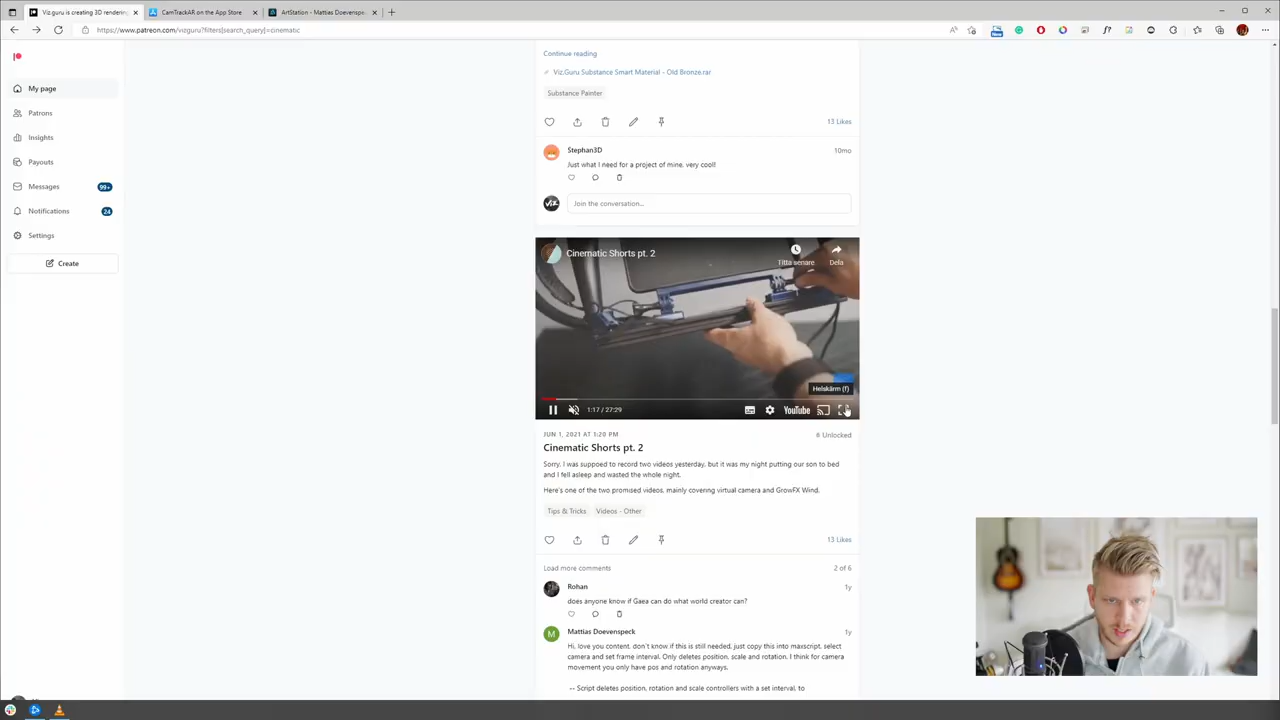 Viz.guru is creating 3D rendering
CamTrackAR on the App Store
ArtStation - Mattias Doevenspeck
https://www.patreon.com/vizguru?filters[search_query]=cinematic
My page
Patrons
Insights
Payouts
Messages
99+
Notifications
24
Settings
Create
Continue reading
Viz.Guru Substance Smart Material - Old Bronze.rar
Substance Painter
13 Likes
Stephan3D
10mo
Just what I need for a project of mine, very cool!
Join the conversation...
Cinematic Shorts pt. 2
Titta senare
Dela
Helskärm (f)
1:17 / 27:29
YouTube
JUN 1, 2021 AT 1:20 PM
Unlocked
Cinematic Shorts pt. 2
Sorry, I was suppoed to record two videos yesterday, but it was my night putting our son to bed
and I fell asleep and wasted the whole night.
Here's one of the two promised videos, mainly covering virtual camera and GrowFX Wind.
Tips & Tricks
Videos - Other
13 Likes
Load more comments
2 of 6
Rohan
1y
does anyone know if Gaea can do what world creator can?
Mattias Doevenspeck
1y
Hi, love you content, don't know if this is still needed, just copy this into maxscript, select
camera and set frame interval. Only deletes position, scale and rotation. I think for camera
movement you only have pos and rotation anyways.
-- Script deletes position, rotation and scale controllers with a set interval, to